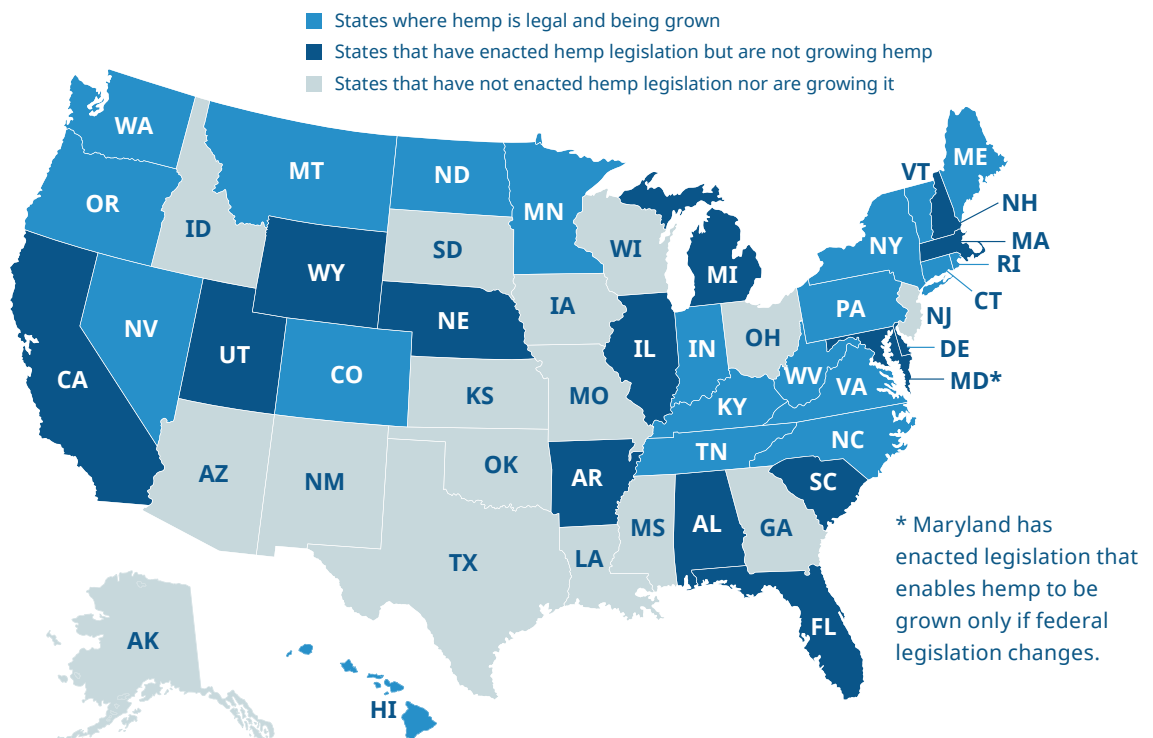 States where hemp is legal and being grown
States that have enacted hemp legislation but are not growing hemp
States that have not enacted hemp legislation nor are growing it
WA
MT
ND
MN
VT
ME
OR
ID
SD
WI
MI
NY
NH
MA
RI
CT
WY
NE
IA
PA
NJ
NV
UT
CO
IL
IN
OH
DE
MD*
CA
KS
MO
WV
VA
KY
AZ
NM
OK
AR
TN
NC
SC
TX
LA
MS
AL
GA
FL
AK
HI
* Maryland has
enacted legislation that
enables hemp to be
grown only if federal
legislation changes.